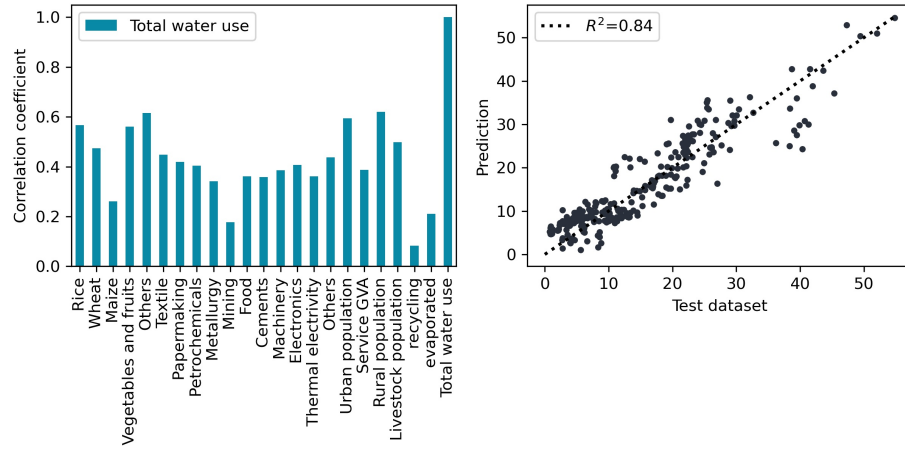 Total water use
Correlation coefficient
1.0
0.8
0.6
0.4
0.2
0.0
Rice
Wheat
Maize
Vegetables and fruits
Others
Textile
Papermaking
Petrochemicals
Metallurgy
Mining
Food
Cements
Machinery
Electronics
Thermal electrivity
Others
Urban population
Service GVA
Rural population
Livestock population
recycling
evaporated
Total water use
R²=0.84
Prediction
50
40
30
20
10
0
0 10 20 30 40 50
Test dataset